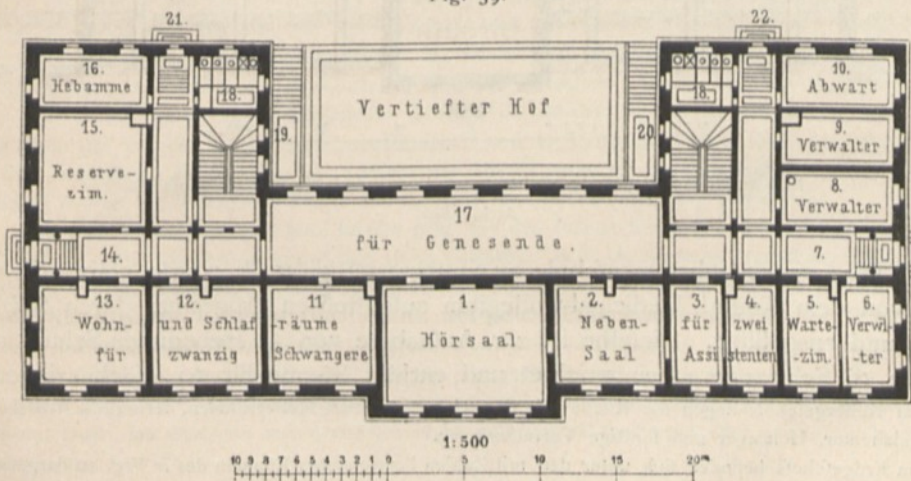 Fig. 39.
21.
22.
16.
Hebamme
18.
Vertiefter Hof
18.
10.
Abwart
15.
Reserve-
zim.
19.
20.
9.
Verwalter
8.
Verwalter
17
für Genesende.
14.
7.
13.
Wohn-
für
12.
und Schlaf
zwanzig
11
-räume
Schwangere
1.
Hörsaal
2.
Neben-
Saal
3.
für
Assi
4.
zwei
stenten
5.
Warte-
-zim.
6.
Verwal-
ter
1:500
10 9 8 7 6 5 4 3 2 1 0 5 10 15 20m